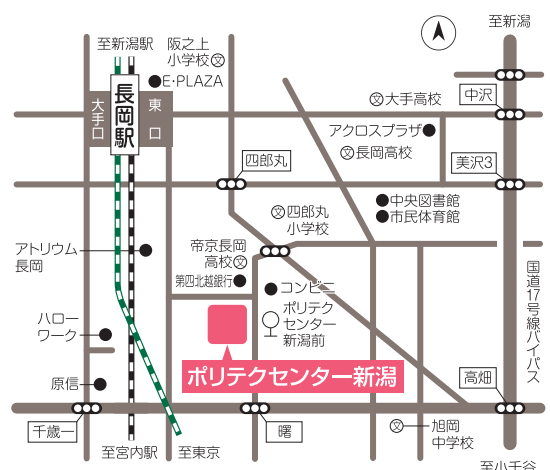 至新潟
至新潟駅
阪之上
小学校文
E・PLAZA
長岡駅
大手口
東口
中沢
文大手高校
アクロスプラザ
文長岡高校
四郎丸
美沢3
中央図書館
市民体育館
文四郎丸
小学校
帝京長岡
高校文
アトリウム
長岡
第四北越銀行
コンビニ
国道17号線バイパス
ポリテク
センター
新潟前
ハロー
ワーク
ポリテクセンター新潟
原信
高畑
千歳一
曙
文旭岡
中学校
至宮内駅
至東京
至小千谷